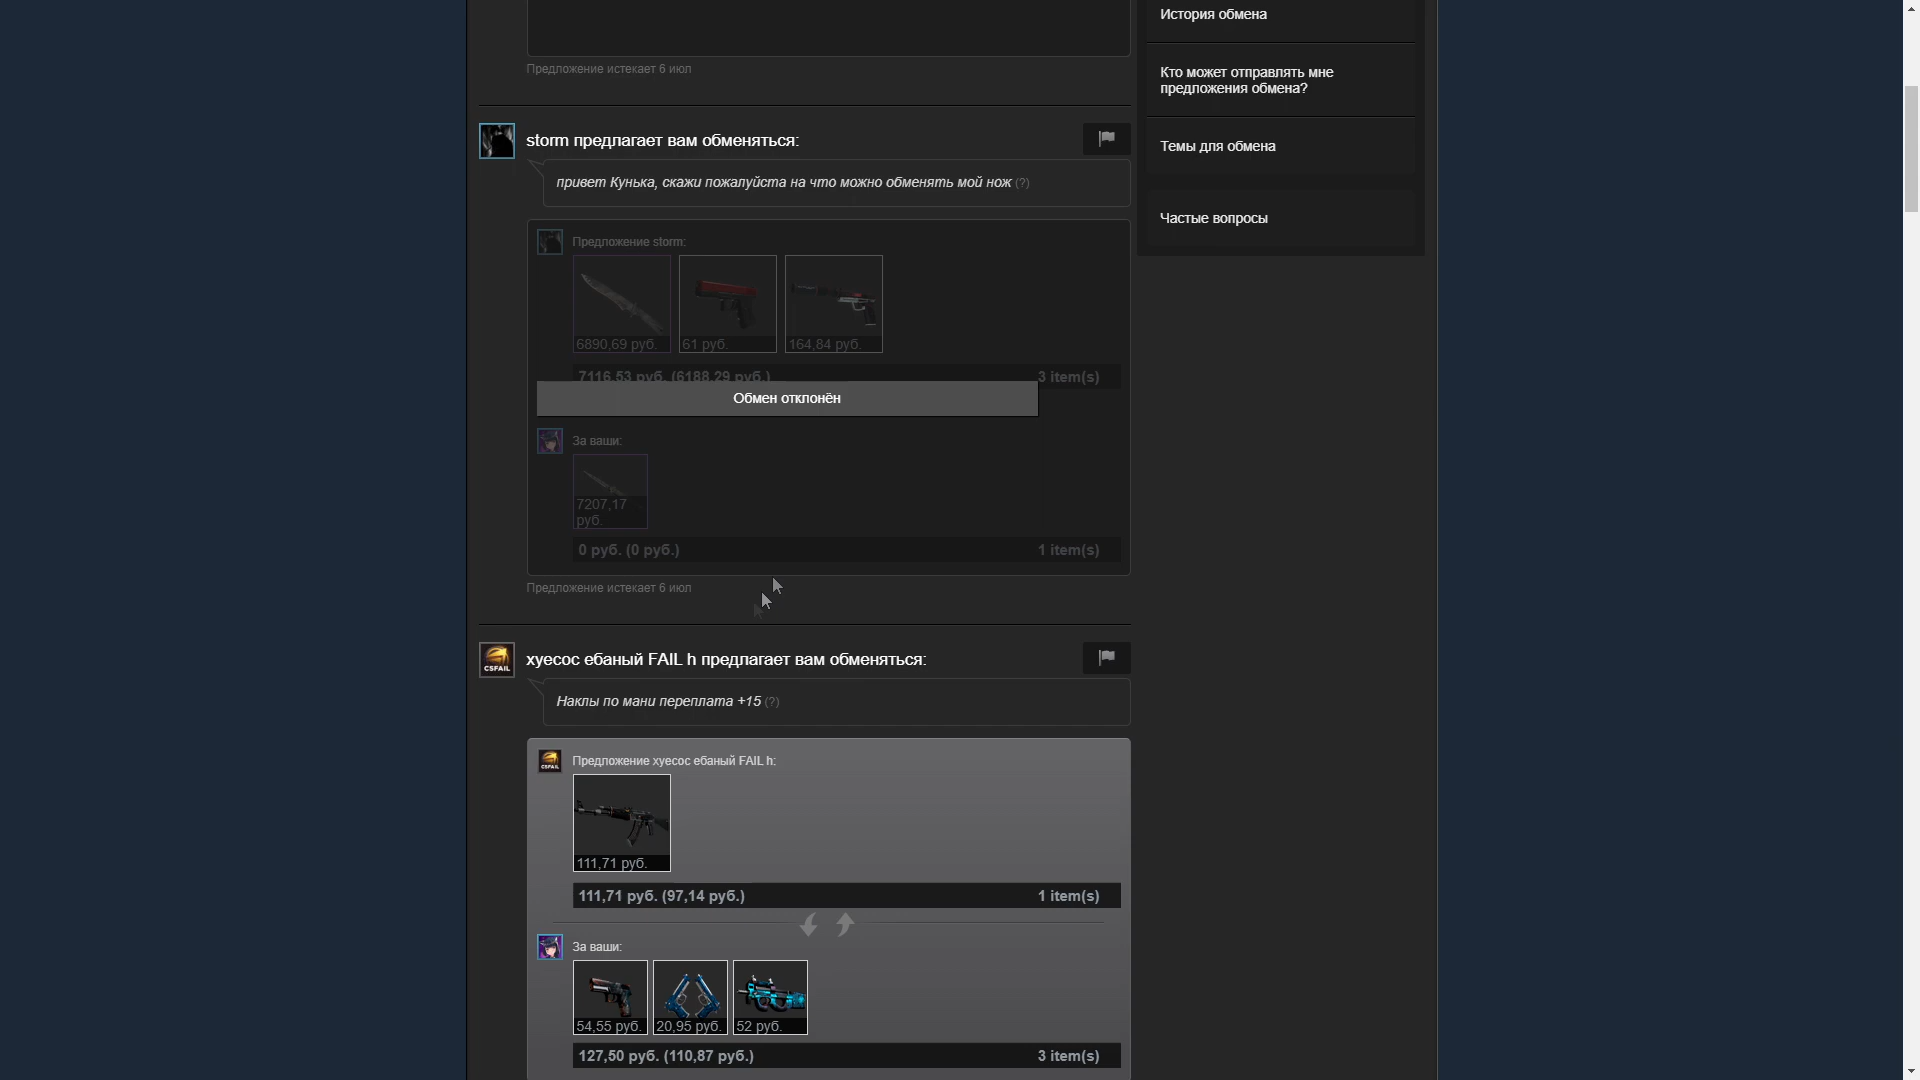 История обмена
Предложение истекает 6 июл
Кто может отправлять мне
предложения обмена?
storm предлагает вам обменяться:
Темы для обмена
привет Кунька, скажи пожалуйста на что можно обменять мой нож (?)
Частые вопросы
Предложение storm:
6890,69 руб.
61 руб.
164,84 руб.
7116,53 руб. (6188,29 руб.)
3 item(s)
Обмен отклонён
За ваши:
7207,17
руб.
0 руб. (0 руб.)
1 item(s)
Предложение истекает 6 июл
CSFAIL
хуесос ебаный FAIL h предлагает вам обменяться:
Наклы по мани переплата +15 (?)
CSFAIL
Предложение хуесос ебаный FAIL h:
111,71 руб.
111,71 руб. (97,14 руб.)
1 item(s)
За ваши:
54,55 руб.
20,95 руб.
52 руб.
127,50 руб. (110,87 руб.)
3 item(s)